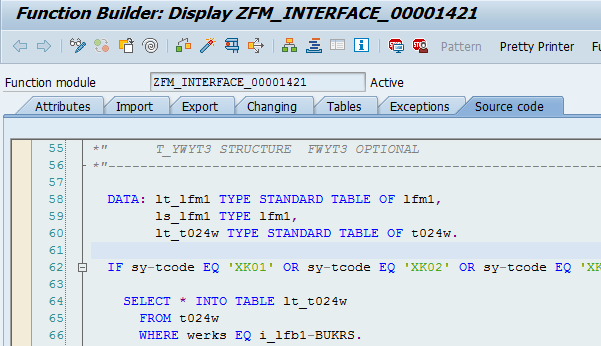 Function Builder: Display ZFM_INTERFACE_00001421
Pattern Pretty Printer Fu
Function module ZFM_INTERFACE_00001421 Active
Attributes Import Export Changing Tables Exceptions Source code
55 *" T_YWYT3 STRUCTURE FWYT3 OPTIONAL
56 *"----------------------------------------------------------------------
57
58 DATA: lt_lfm1 TYPE STANDARD TABLE OF lfm1,
59 ls_lfm1 TYPE lfm1,
60 lt_t024w TYPE STANDARD TABLE OF t024w.
61
62 IF sy-tcode EQ 'XK01' OR sy-tcode EQ 'XK02' OR sy-tcode EQ 'XK
63
64 SELECT * INTO TABLE lt_t024w
65 FROM t024w
66 WHERE werks EQ i_lfb1-BUKRS.